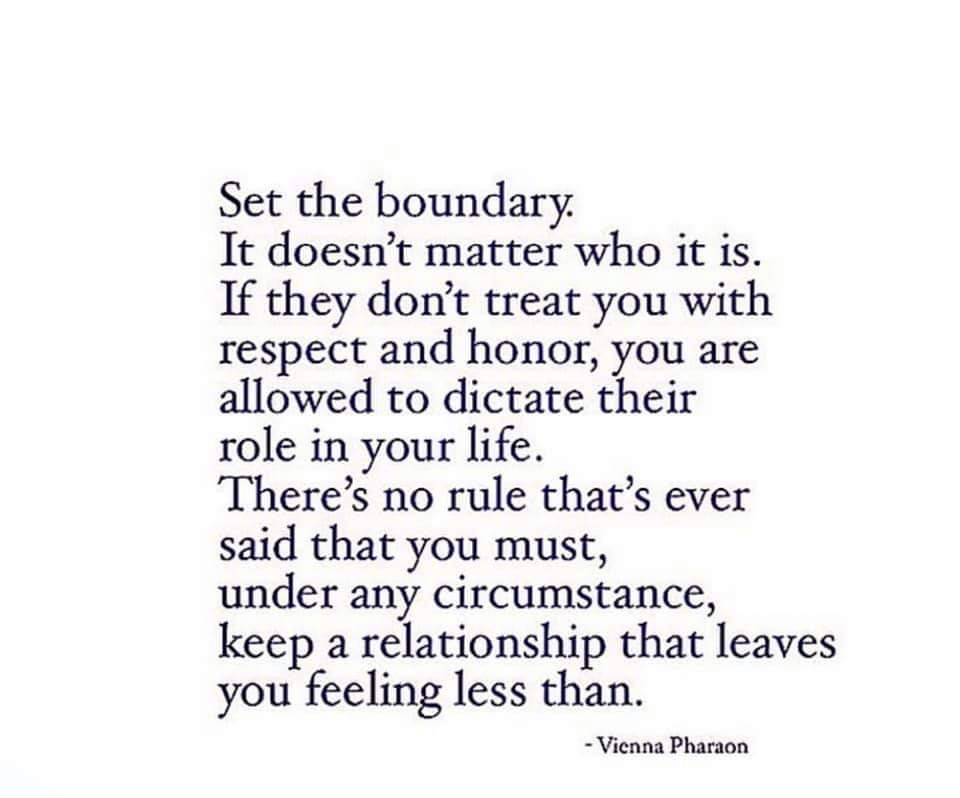 Set the boundary.
It doesn’t matter who it is.
If they don’t treat you with
respect and honor, you are
allowed to dictate their
role in your life.
There’s no rule that’s ever
said that you must,
under any circumstance,
keep a relationship that leaves
you feeling less than.
- Vienna Pharaon